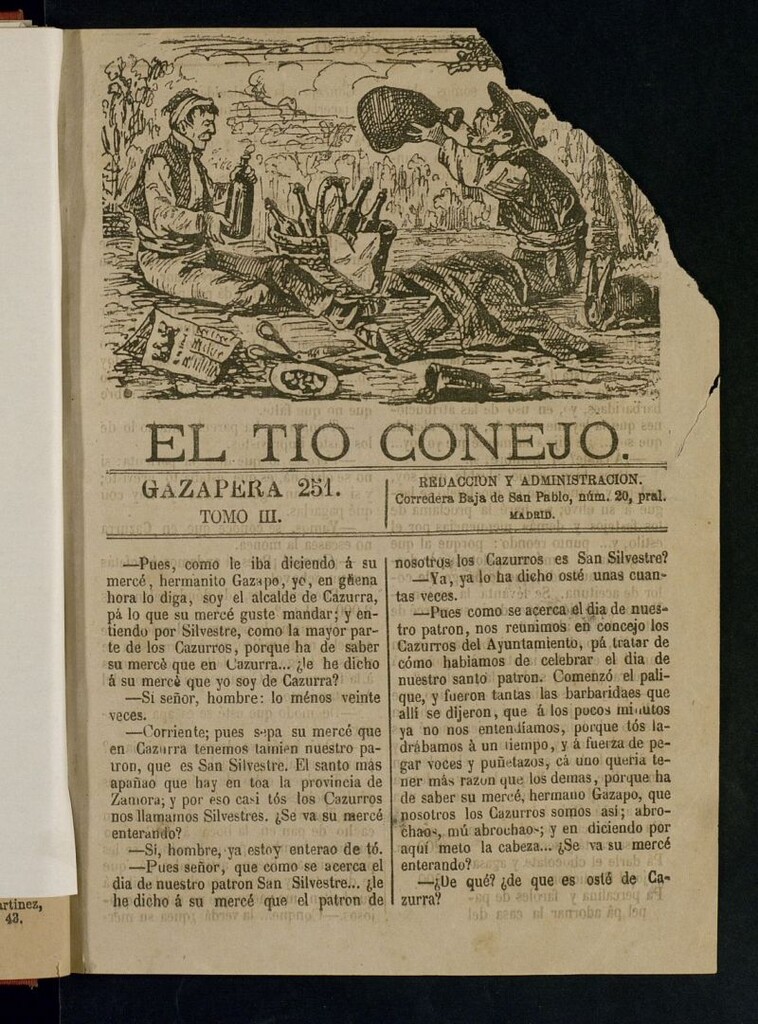 EL TIO CONEJO.
GAZAPERA 251.
TOMO III.
REDACCION Y ADMINISTRACION.
Corredera Baja de San Pablo, núm. 20, pral.
MADRID.
—Pues, como le iba diciendo á su
mercé, hermanito Gazapo, yo, en güena
hora lo diga, soy el alcalde de Cazurra,
pá lo que su mercé guste mandar; y en-
tiendo por Silvestre, como la mayor par-
te de los Cazurros, porque ha de saber
su mercè que en Cazurra... ¿le he dicho
á su mercè que yo soy de Cazurra?
—Si señor, hombre: lo ménos veinte
veces.
—Corriente; pues sepa su mercé que
en Cazurra tenemos tamien nuestro pa-
tron, que es San Silvestre. El santo más
apañao que hay en toa la provincia de
Zamora; y por eso casi tós los Cazurros
nos llamamos Silvestres. ¿Se va su mercé
enterando?
—Si, hombre, ya estoy enterao de tó.
—Pues señor, que como se acerca el
dia de nuestro patron San Silvestre... ¿le
he dicho á su mercé que el patron de
nosotros los Cazurros es San Silvestre?
—Ya, ya lo ha dicho osté unas cuan-
tas veces.
—Pues como se acerca el dia de nues-
tro patron, nos reunimos en concejo los
Cazurros del Ayuntamiento, pá tratar de
cómo habiamos de celebrar el dia de
nuestro santo patron. Comenzó el pali-
que, y fueron tantas las barbaridaes que
alli se dijeron, que á los pocos minutos
ya no nos entendíamos, porque tós la-
drábamos à un tiempo, y á fuerza de pe-
gar voces y puñetazos, cá uno queria te-
ner más razon que los demas, porque ha
de saber su mercé, hermano Gazapo, que
nosotros los Cazurros somos asi; abro-
chaos, mú abrochaos; y en diciendo por
aquí meto la cabeza... ¿Se va su mercé
enterando?
—¿De qué? ¿de que es osté de Ca-
zurra?
artinez,
43.